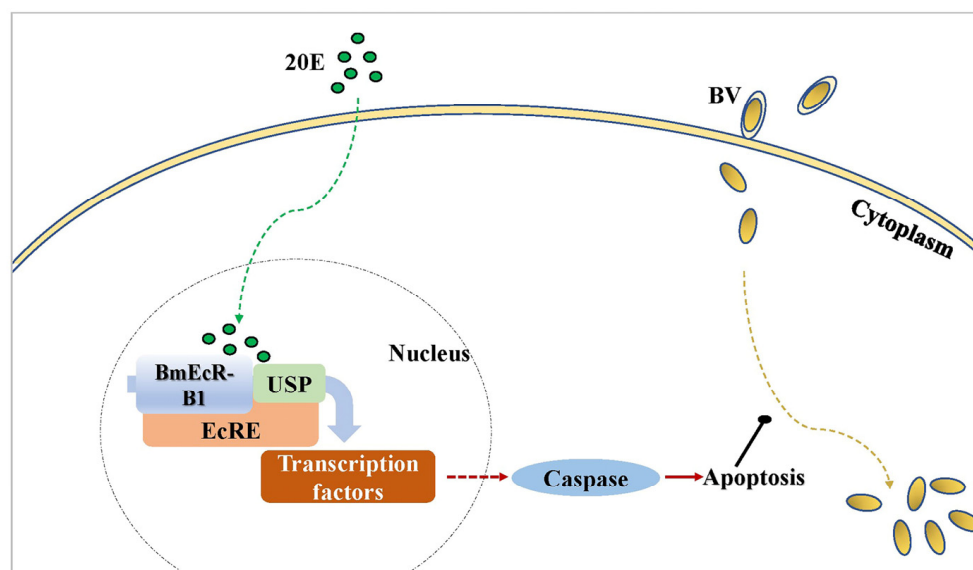 20E
BV
Cytoplasm
Nucleus
BmEcR-
B1
USP
EcRE
Transcription
factors
Caspase
Apoptosis